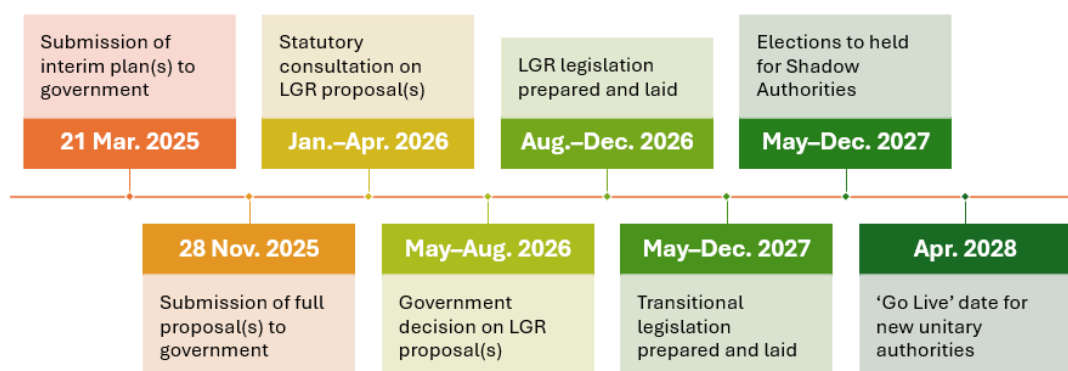 Submission of
interim plan(s) to
government
21 Mar. 2025
28 Nov. 2025
Submission of full
proposal(s) to
government
Statutory
consultation on
LGR proposal(s)
Jan.–Apr. 2026
May–Aug. 2026
Government
decision on LGR
proposal(s)
LGR legislation
prepared and laid
Aug.–Dec. 2026
May–Dec. 2027
Transitional
legislation
prepared and laid
Elections to held
for Shadow
Authorities
May–Dec. 2027
Apr. 2028
‘Go Live’ date for
new unitary
authorities